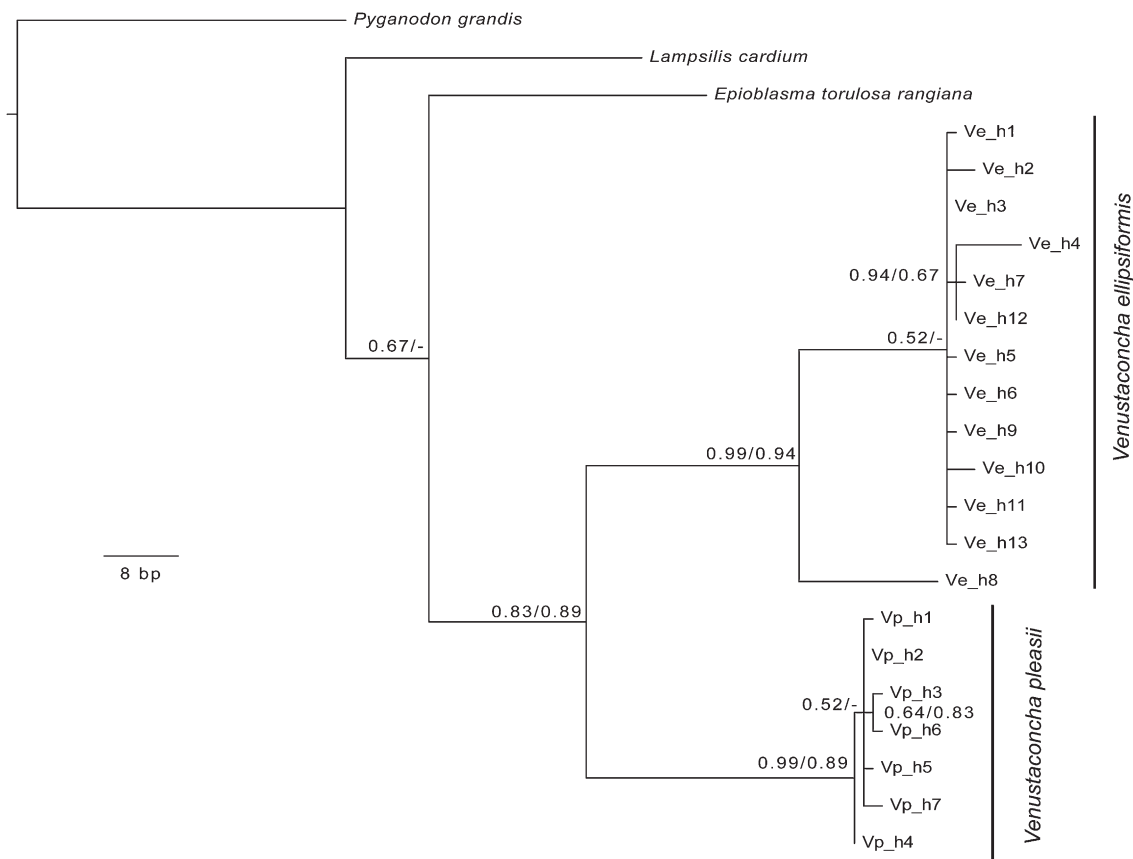 Pyganodon grandis
Lampsilis cardium
Epioblasma torulosa rangiana
Ve_h1
Ve_h2
Ve_h3
Ve_h4
0.94/0.67
Ve_h7
Ve_h12
0.52/-
0.67/-
Ve_h5
Ve_h6
Ve_h9
0.99/0.94
Ve_h10
Ve_h11
Ve_h13
8 bp
Ve_h8
Venustaconcha ellipsiformis
0.83/0.89
Vp_h1
Vp_h2
Vp_h3
0.52/-
0.64/0.83
Vp_h6
0.99/0.89
Vp_h5
Vp_h7
Vp_h4
Venustaconcha pleasii